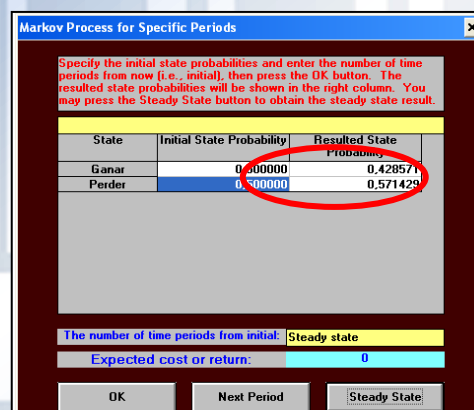 Markov Process for Specific Periods
Specify the initial state probabilities and enter the number of time
periods from now (i.e., initial), then press the OK button. The
resulted state probabilities will be shown in the right column. You
may press the Steady State button to obtain the steady state result.
State Initial State Probability Resulted State Probability
Ganar 0,428571
Perder 0,571429
The number of time periods from initial: Steady state
Expected cost or return: 0
OK Next Period Steady State